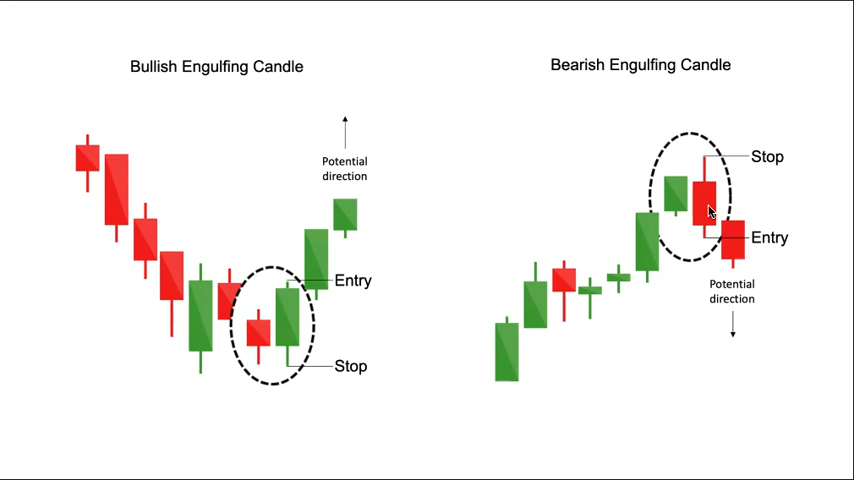 Bullish Engulfing Candle
Potential
direction
Entry
Stop
Bearish Engulfing Candle
Stop
Entry
Potential
direction